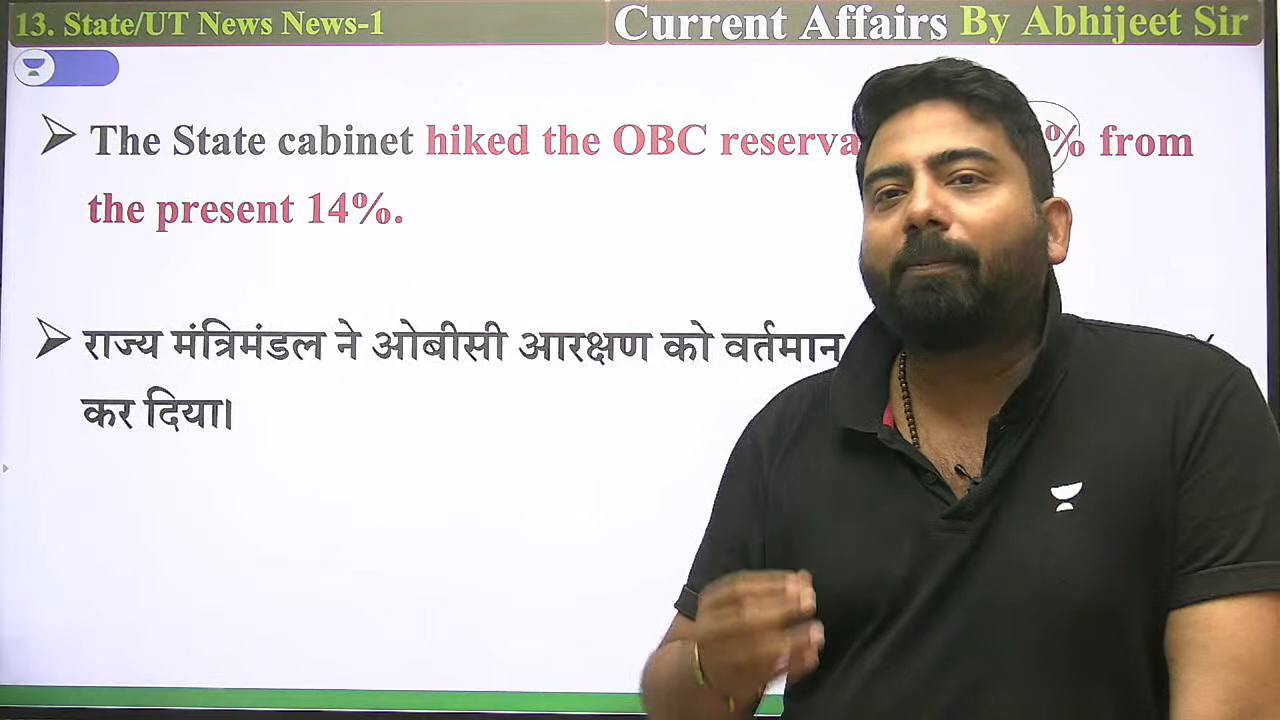 13. State/UT News News-1
Current Affairs By Abhijeet Sir
The State cabinet hiked the OBC % from
the present 14%.
राज्य मंत्रिमंडल ने ओबीसी आरक्षण को वर्तमान
कर दिया।